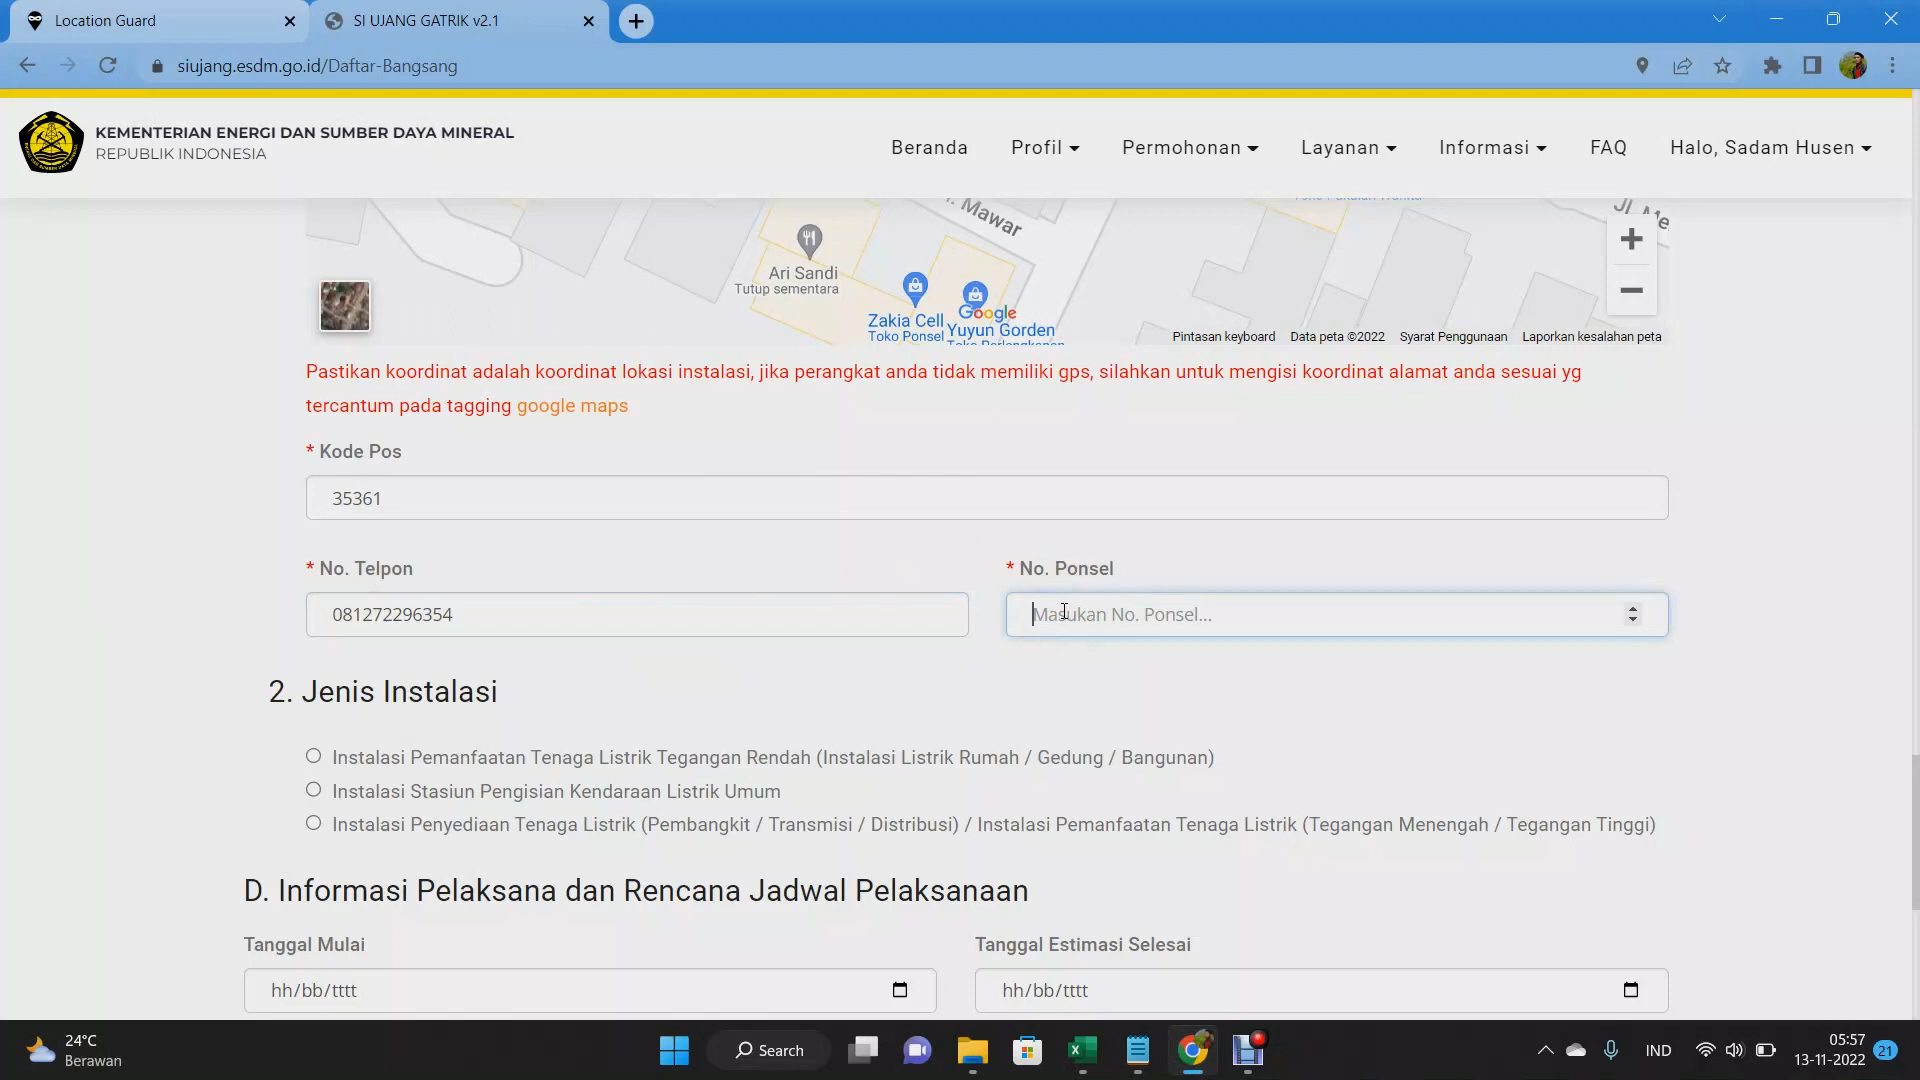 Location Guard
SI UJANG GATRIK v2.1
siujang.esdm.go.id/Daftar-Bangsang
KEMENTERIAN ENERGI DAN SUMBER DAYA MINERAL
REPUBLIK INDONESIA
Beranda
Profil
Permohonan
Layanan
Informasi
FAQ
Halo, Sadam Husen
Mawar
Ari Sandi
Tutup sementara
Zakia Cell
Toko Ponsel
Google
Yuyun Gorden
Pintasan keyboard
Data peta ©2022
Syarat Penggunaan
Laporkan kesalahan peta
Pastikan koordinat adalah koordinat lokasi instalasi, jika perangkat anda tidak memiliki gps, silahkan untuk mengisi koordinat alamat anda sesuai yg
tercantum pada tagging google maps
* Kode Pos
35361
* No. Telpon
* No. Ponsel
081272296354
Masukan No. Ponsel...
2. Jenis Instalasi
Instalasi Pemanfaatan Tenaga Listrik Tegangan Rendah (Instalasi Listrik Rumah / Gedung / Bangunan)
Instalasi Stasiun Pengisian Kendaraan Listrik Umum
Instalasi Penyediaan Tenaga Listrik (Pembangkit / Transmisi / Distribusi) / Instalasi Pemanfaatan Tenaga Listrik (Tegangan Menengah / Tegangan Tinggi)
D. Informasi Pelaksana dan Rencana Jadwal Pelaksanaan
Tanggal Mulai
Tanggal Estimasi Selesai
hh/bb/tttt
hh/bb/tttt
24°C
Berawan
Search
IND
05:57
13-11-2022
21